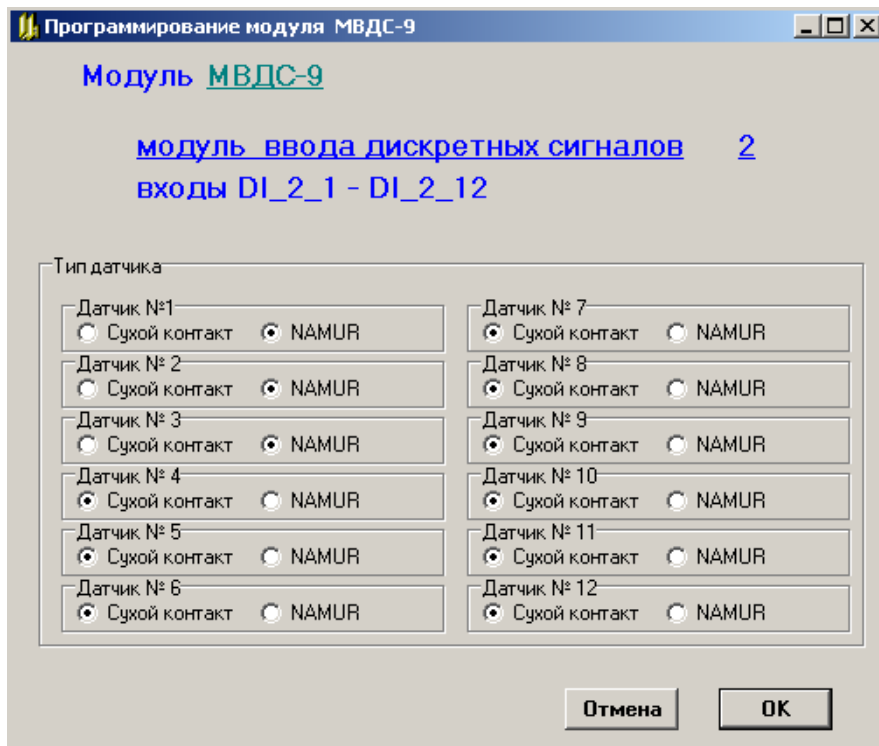 Программирование модуля МВДС-9
Модуль МВДС-9
модуль ввода дискретных сигналов 2
входы DI_2_1 - DI_2_12
Тип датчика
Датчик №1
Сухой контакт NAMUR
Датчик № 2
Сухой контакт NAMUR
Датчик № 3
Сухой контакт NAMUR
Датчик № 4
Сухой контакт NAMUR
Датчик № 5
Сухой контакт NAMUR
Датчик № 6
Сухой контакт NAMUR
Датчик № 7
Сухой контакт NAMUR
Датчик № 8
Сухой контакт NAMUR
Датчик № 9
Сухой контакт NAMUR
Датчик № 10
Сухой контакт NAMUR
Датчик № 11
Сухой контакт NAMUR
Датчик № 12
Сухой контакт NAMUR
Отмена OK